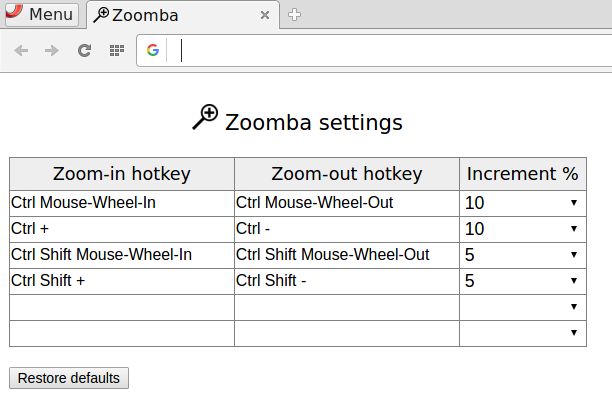 Menu
Zoomba
Zoomba settings
Zoom-in hotkey Zoom-out hotkey Increment %
Ctrl Mouse-Wheel-In Ctrl Mouse-Wheel-Out 10
Ctrl + Ctrl - 10
Ctrl Shift Mouse-Wheel-In Ctrl Shift Mouse-Wheel-Out 5
Ctrl Shift + Ctrl Shift - 5
Restore defaults